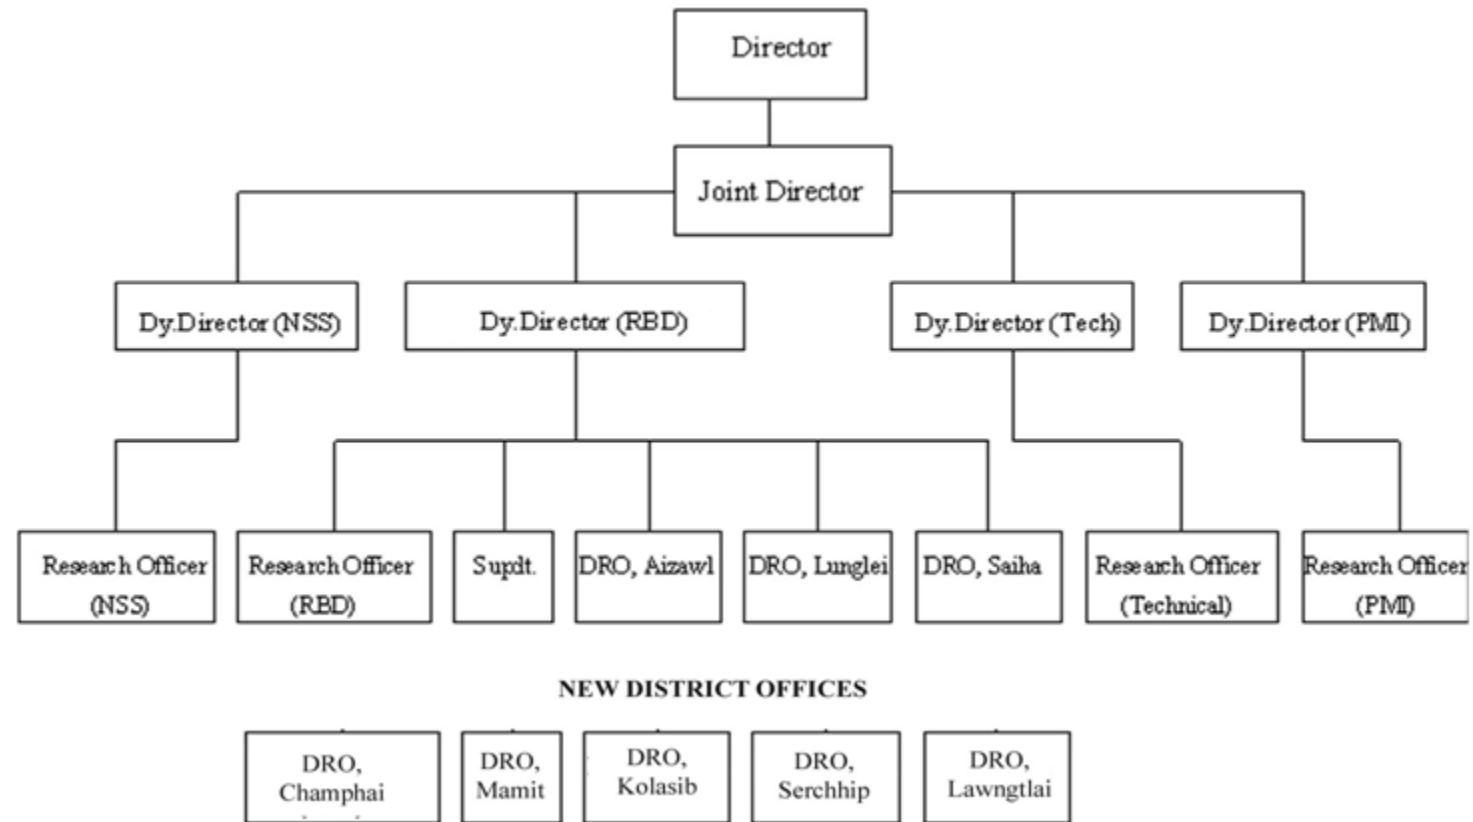 Director
Joint Director
Dy.Director (NSS)
Dy.Director (RBD)
Dy.Director (Tech)
Dy.Director (PMI)
Research Officer
(NSS)
Research Officer
(RBD)
Supdt.
DRO, Aizawl
DRO, Lunglei
DRO, Saiha
Research Officer
(Technical)
Research Officer
(PMI)
NEW DISTRICT OFFICES
DRO,
Champhai
DRO,
Mamit
DRO,
Kolasib
DRO,
Serchhip
DRO,
Lawngtlai